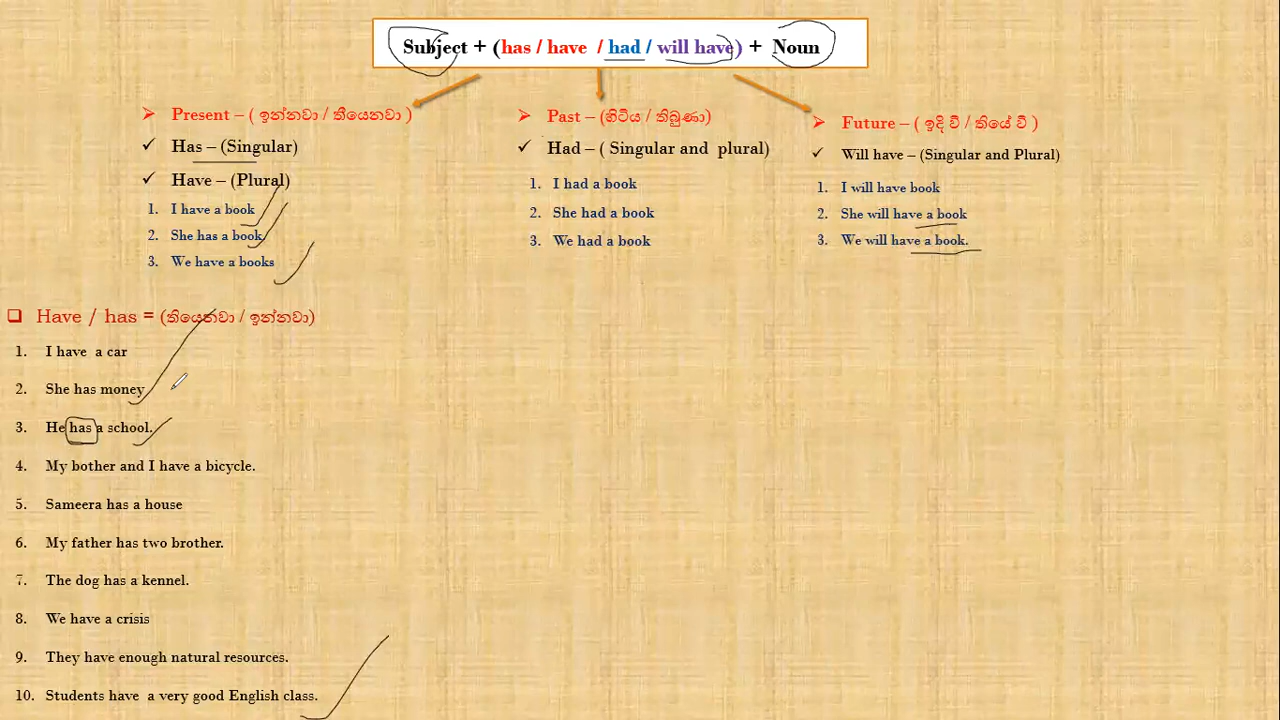 Subject + (has / have / had / will have) + Noun
Present – ( ඉන්නවා / තීයෙනවා )
Has – (Singular)
Have – (Plural)
1. I have a book
2. She has a book
3. We have a books
Past – (හිටිය / තිබුණා)
Had – ( Singular and plural)
1. I had a book
2. She had a book
3. We had a book
Future – ( ඉදි වී / තියේ වී )
Will have – (Singular and Plural)
1. I will have book
2. She will have a book
3. We will have a book.
Have / has = (තියෙනවා / ඉන්නවා)
1. I have a car
2. She has money
3. He has a school.
4. My bother and I have a bicycle.
5. Sameera has a house
6. My father has two brother.
7. The dog has a kennel.
8. We have a crisis
9. They have enough natural resources.
10. Students have a very good English class.